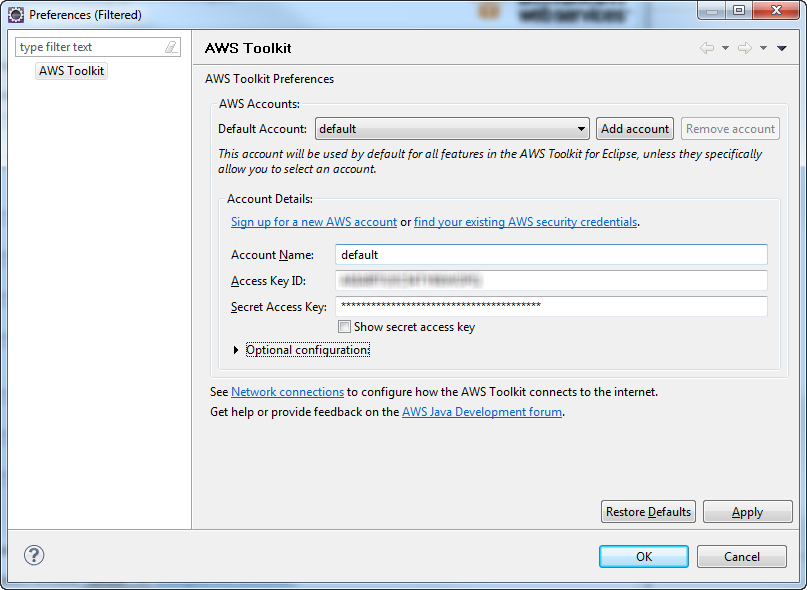 web services
Preferences (Filtered)
type filter text
AWS Toolkit
AWS Toolkit
AWS Toolkit Preferences
AWS Accounts:
Default Account: default Add account Remove account
This account will be used by default for all features in the AWS Toolkit for Eclipse, unless they specifically
allow you to select an account.
Account Details:
Sign up for a new AWS account or find your existing AWS security credentials.
Account Name: default
Access Key ID:
Secret Access Key: ****************************************
Show secret access key
Optional configuration:
See Network connections to configure how the AWS Toolkit connects to the internet.
Get help or provide feedback on the AWS Java Development forum.
Restore Defaults Apply
? OK Cancel